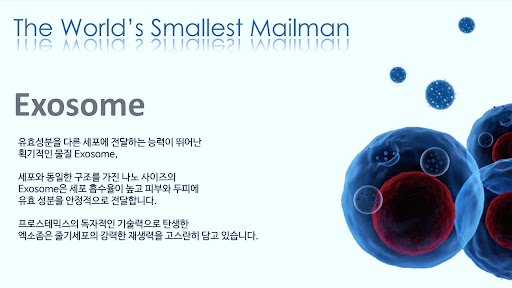 The World's Smallest Mailman
Exosome
유효성분을 다른 세포에 전달하는 능력이 뛰어난
획기적인 물질 Exosome,
세포와 동일한 구조를 가진 나노 사이즈의
Exosome은 세포 흡수율이 높고 피부와 두피에
유효 성분을 안정적으로 전달합니다.
프로스테믹스의 독자적인 기술력으로 탄생한
엑소좀은 줄기세포의 강력한 재생력을 고스란히 담고 있습니다.